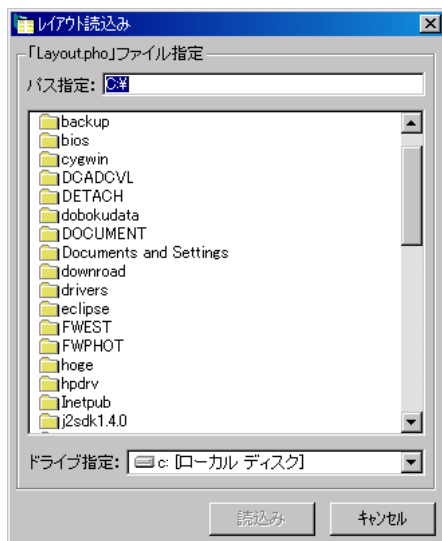 レイアウト読込み
「Layout.pho」ファイル指定
パス指定: C:¥
backup
bios
cygwin
DCADCVL
DETACH
dobokudata
DOCUMENT
Documents and Settings
downroad
drivers
eclipse
FWEST
FWPHOT
hoge
hpdrv
Inetpub
j2sdk1.4.0
ドライブ指定: c: [ローカル ディスク]
読込み キャンセル